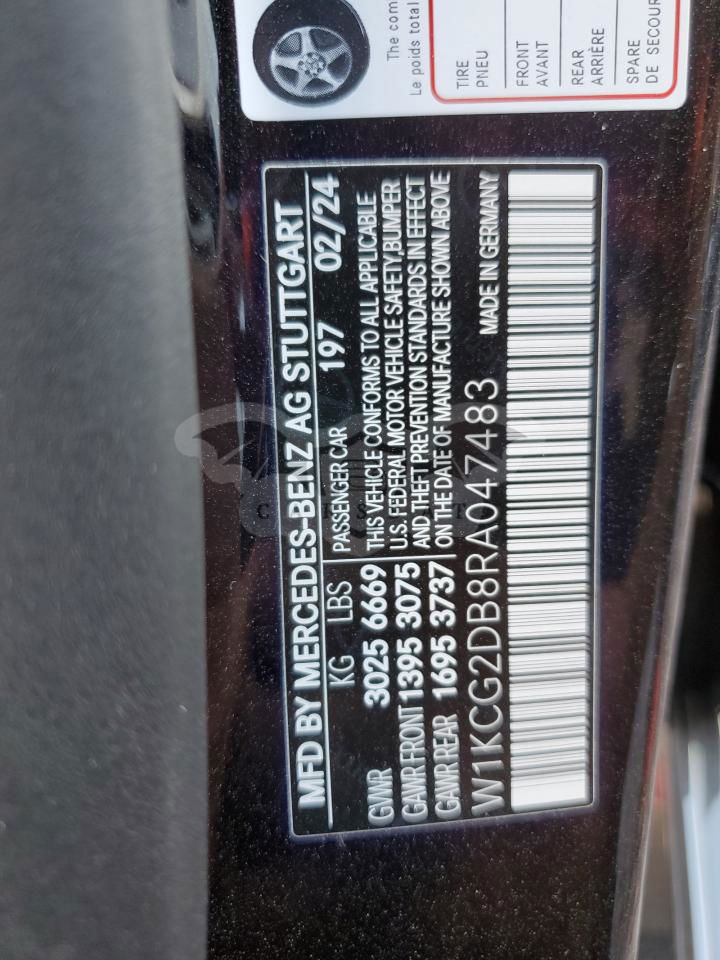 MFD BY MERCEDES-BENZ AG STUTTGART
KG LBS PASSENGER CAR 197 02/24
GVWR 3025 6669 THIS VEHICLE CONFORMS TO ALL APPLICABLE
GAWR FRONT 1395 3075 U.S. FEDERAL MOTOR VEHICLE SAFETY,BUMPER
AND THEFT PREVENTION STANDARDS IN EFFECT
GAWR REAR 1695 3737 ON THE DATE OF MANUFACTURE SHOWN ABOVE
W1KCG2DB8RA047483 MADE IN GERMANY
The com
Le poids total
TIRE
PNEU
FRONT
AVANT
REAR
ARRIÈRE
SPARE
DE SECOUR